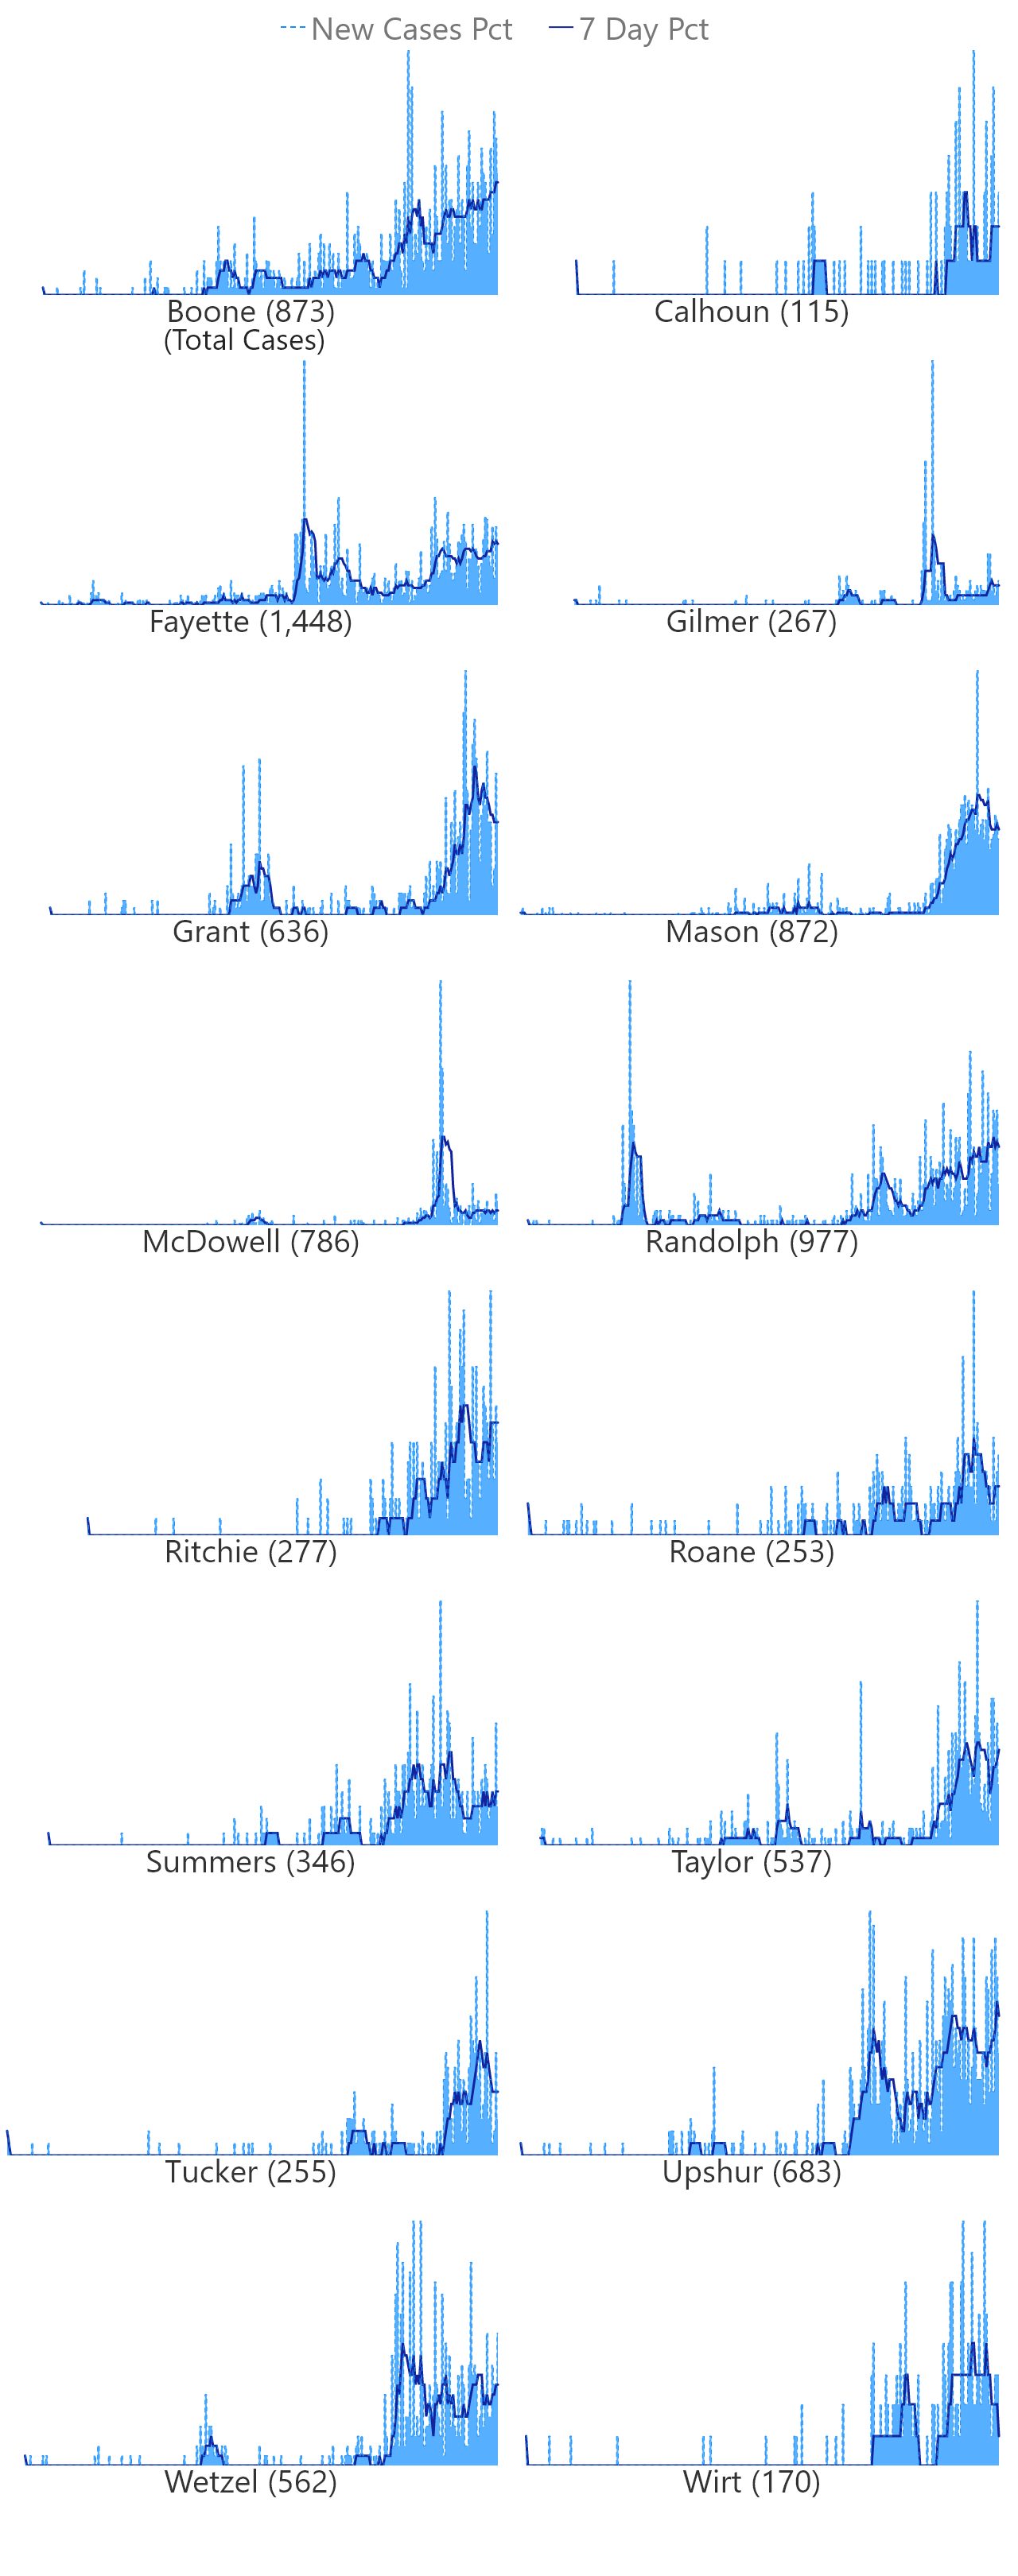 New Cases Pct 7 Day Pct
Boone (873) Calhoun (115)
(Total Cases)
Fayette (1,448) Gilmer (267)
Grant (636) Mason (872)
McDowell (786) Randolph (977)
Ritchie (277) Roane (253)
Summers (346) Taylor (537)
Tucker (255) Upshur (683)
Wetzel (562) Wirt (170)